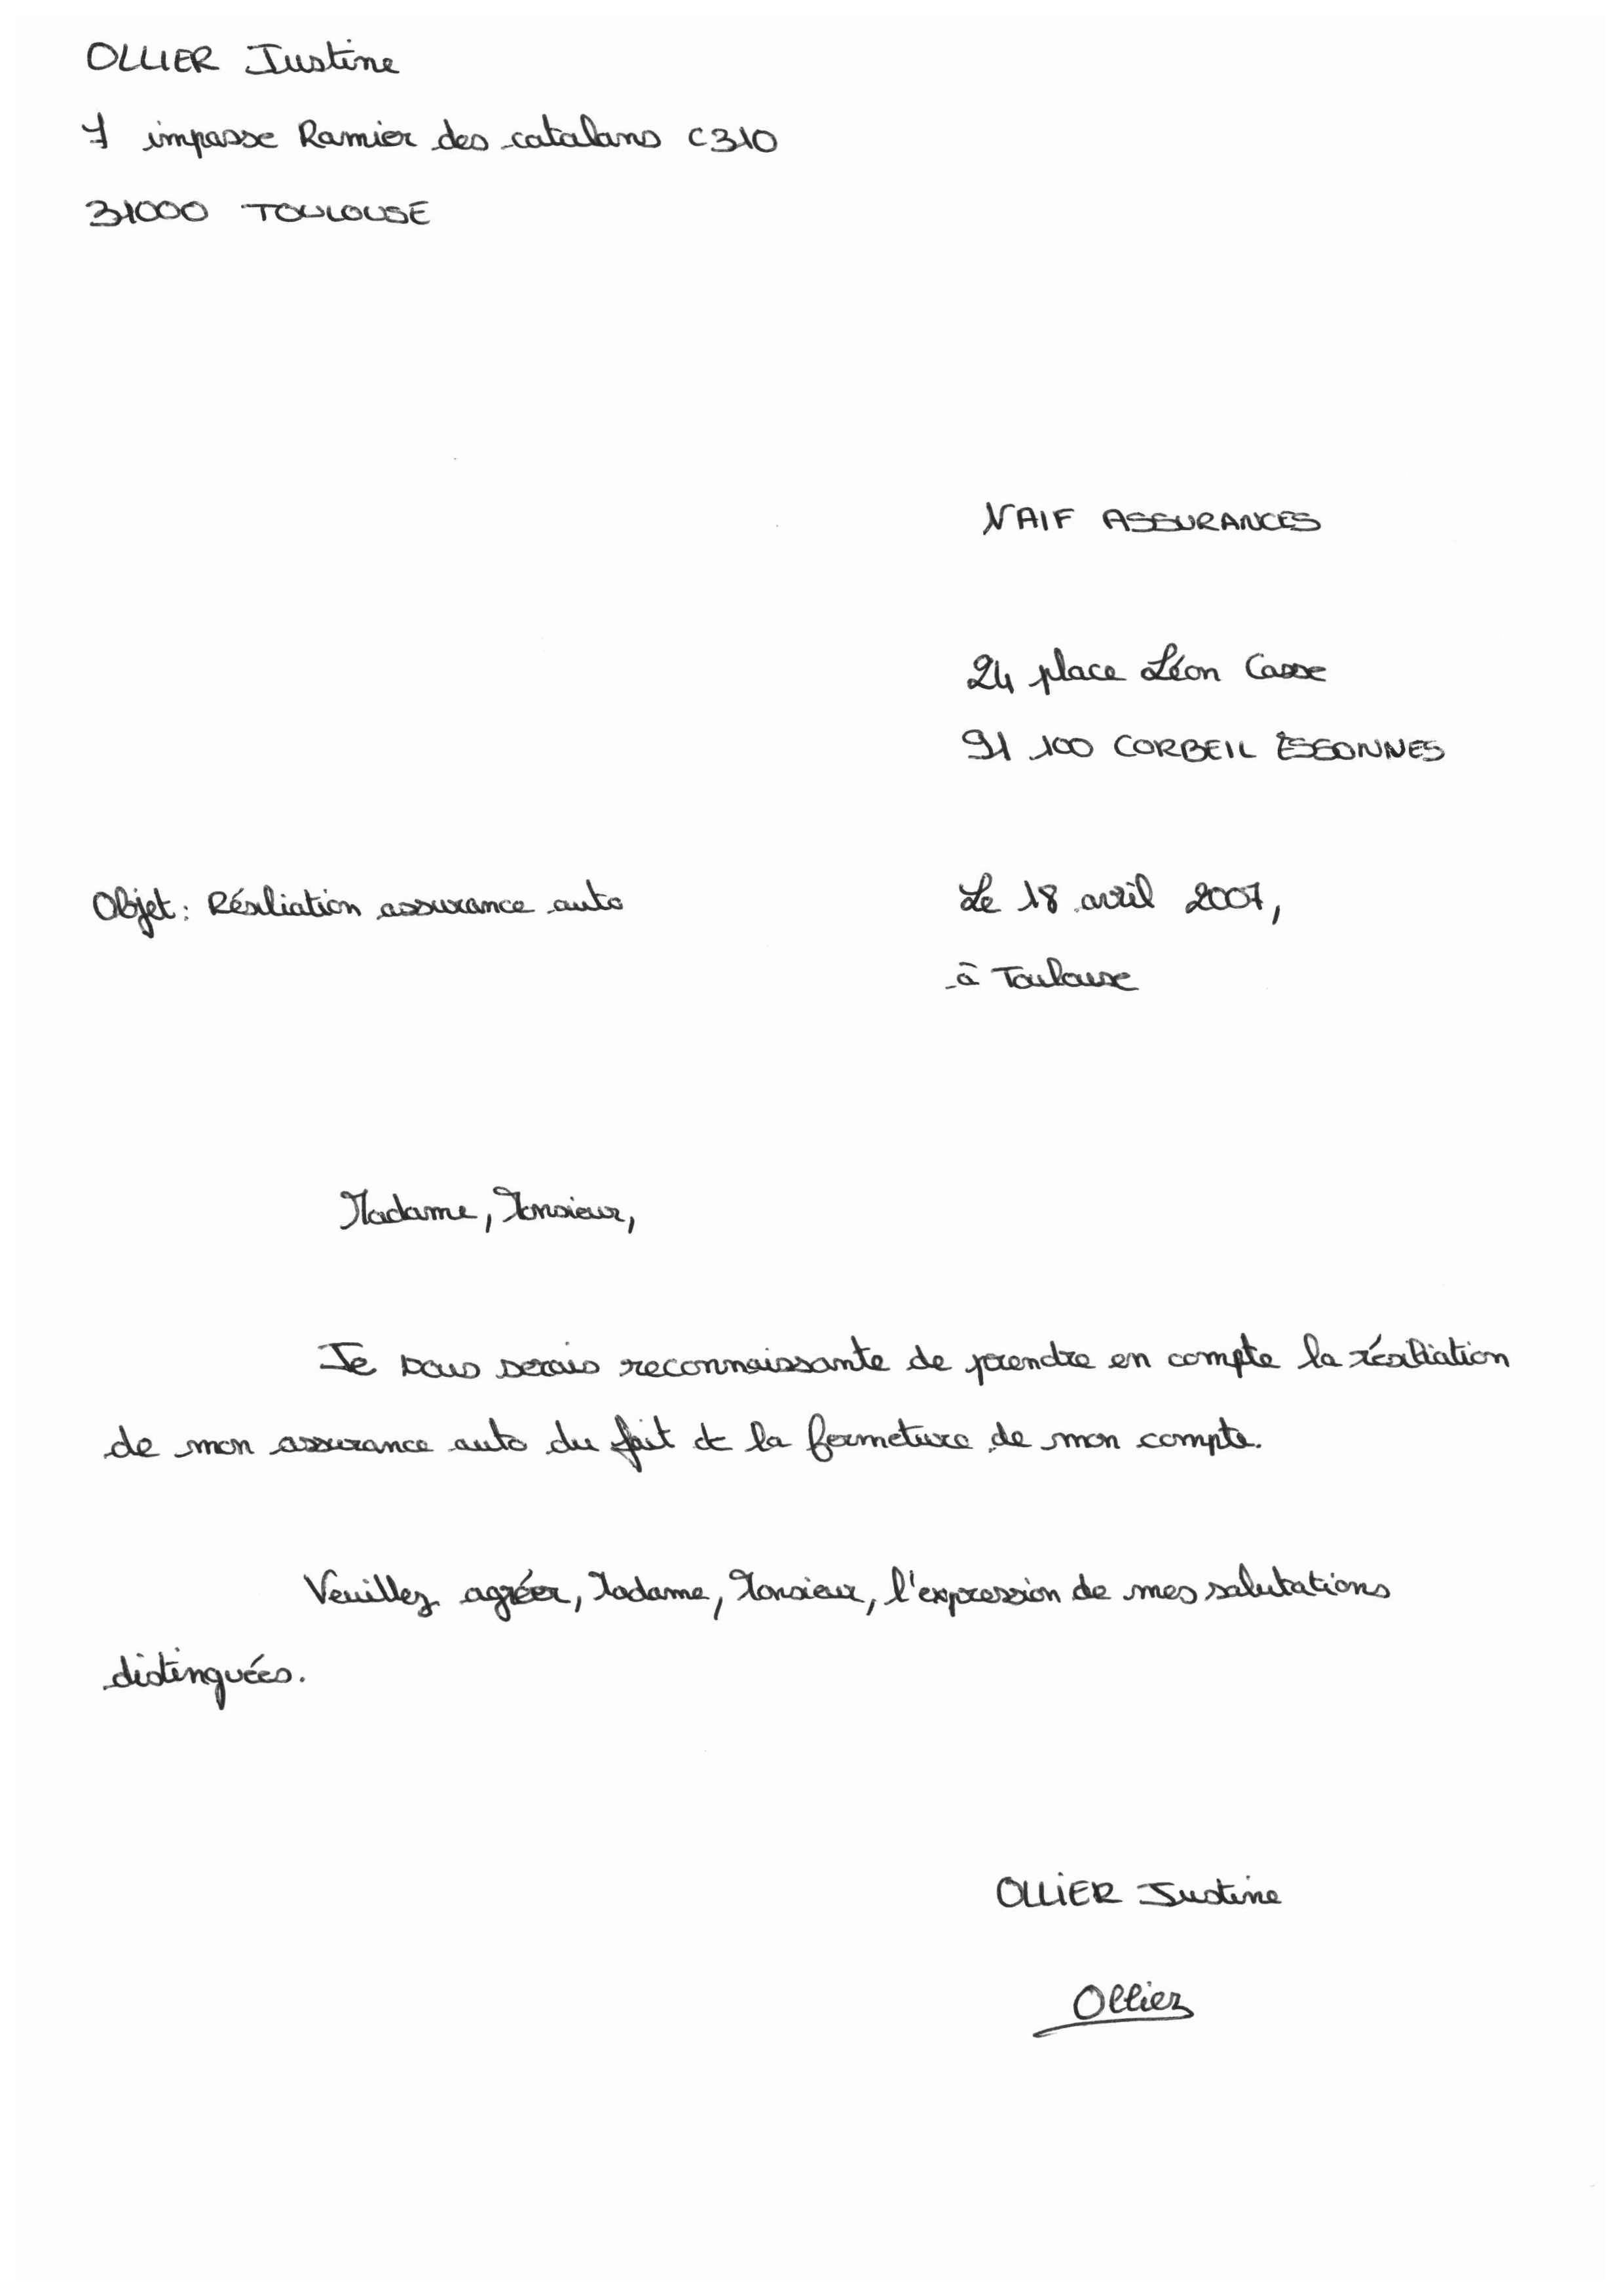 OLLIER Justine
7 impasse Ramier des catalans C310
31000 TOULOUSE
NAIF ASSURANCES
24 place Léon Casse
91 100 CORBEIL ESSONNES
Objet : Résiliation assurance auto
Le 18 avril 2007,
à Toulouse
Madame, Monsieur,
Je vous serais reconnaissante de prendre en compte la résiliation
de mon assurance auto du fait de la fermeture de mon compte.
Veuillez agréer, Madame, Monsieur, l'expression de mes salutations
distinguées.
OLLIER Justine
Ollier